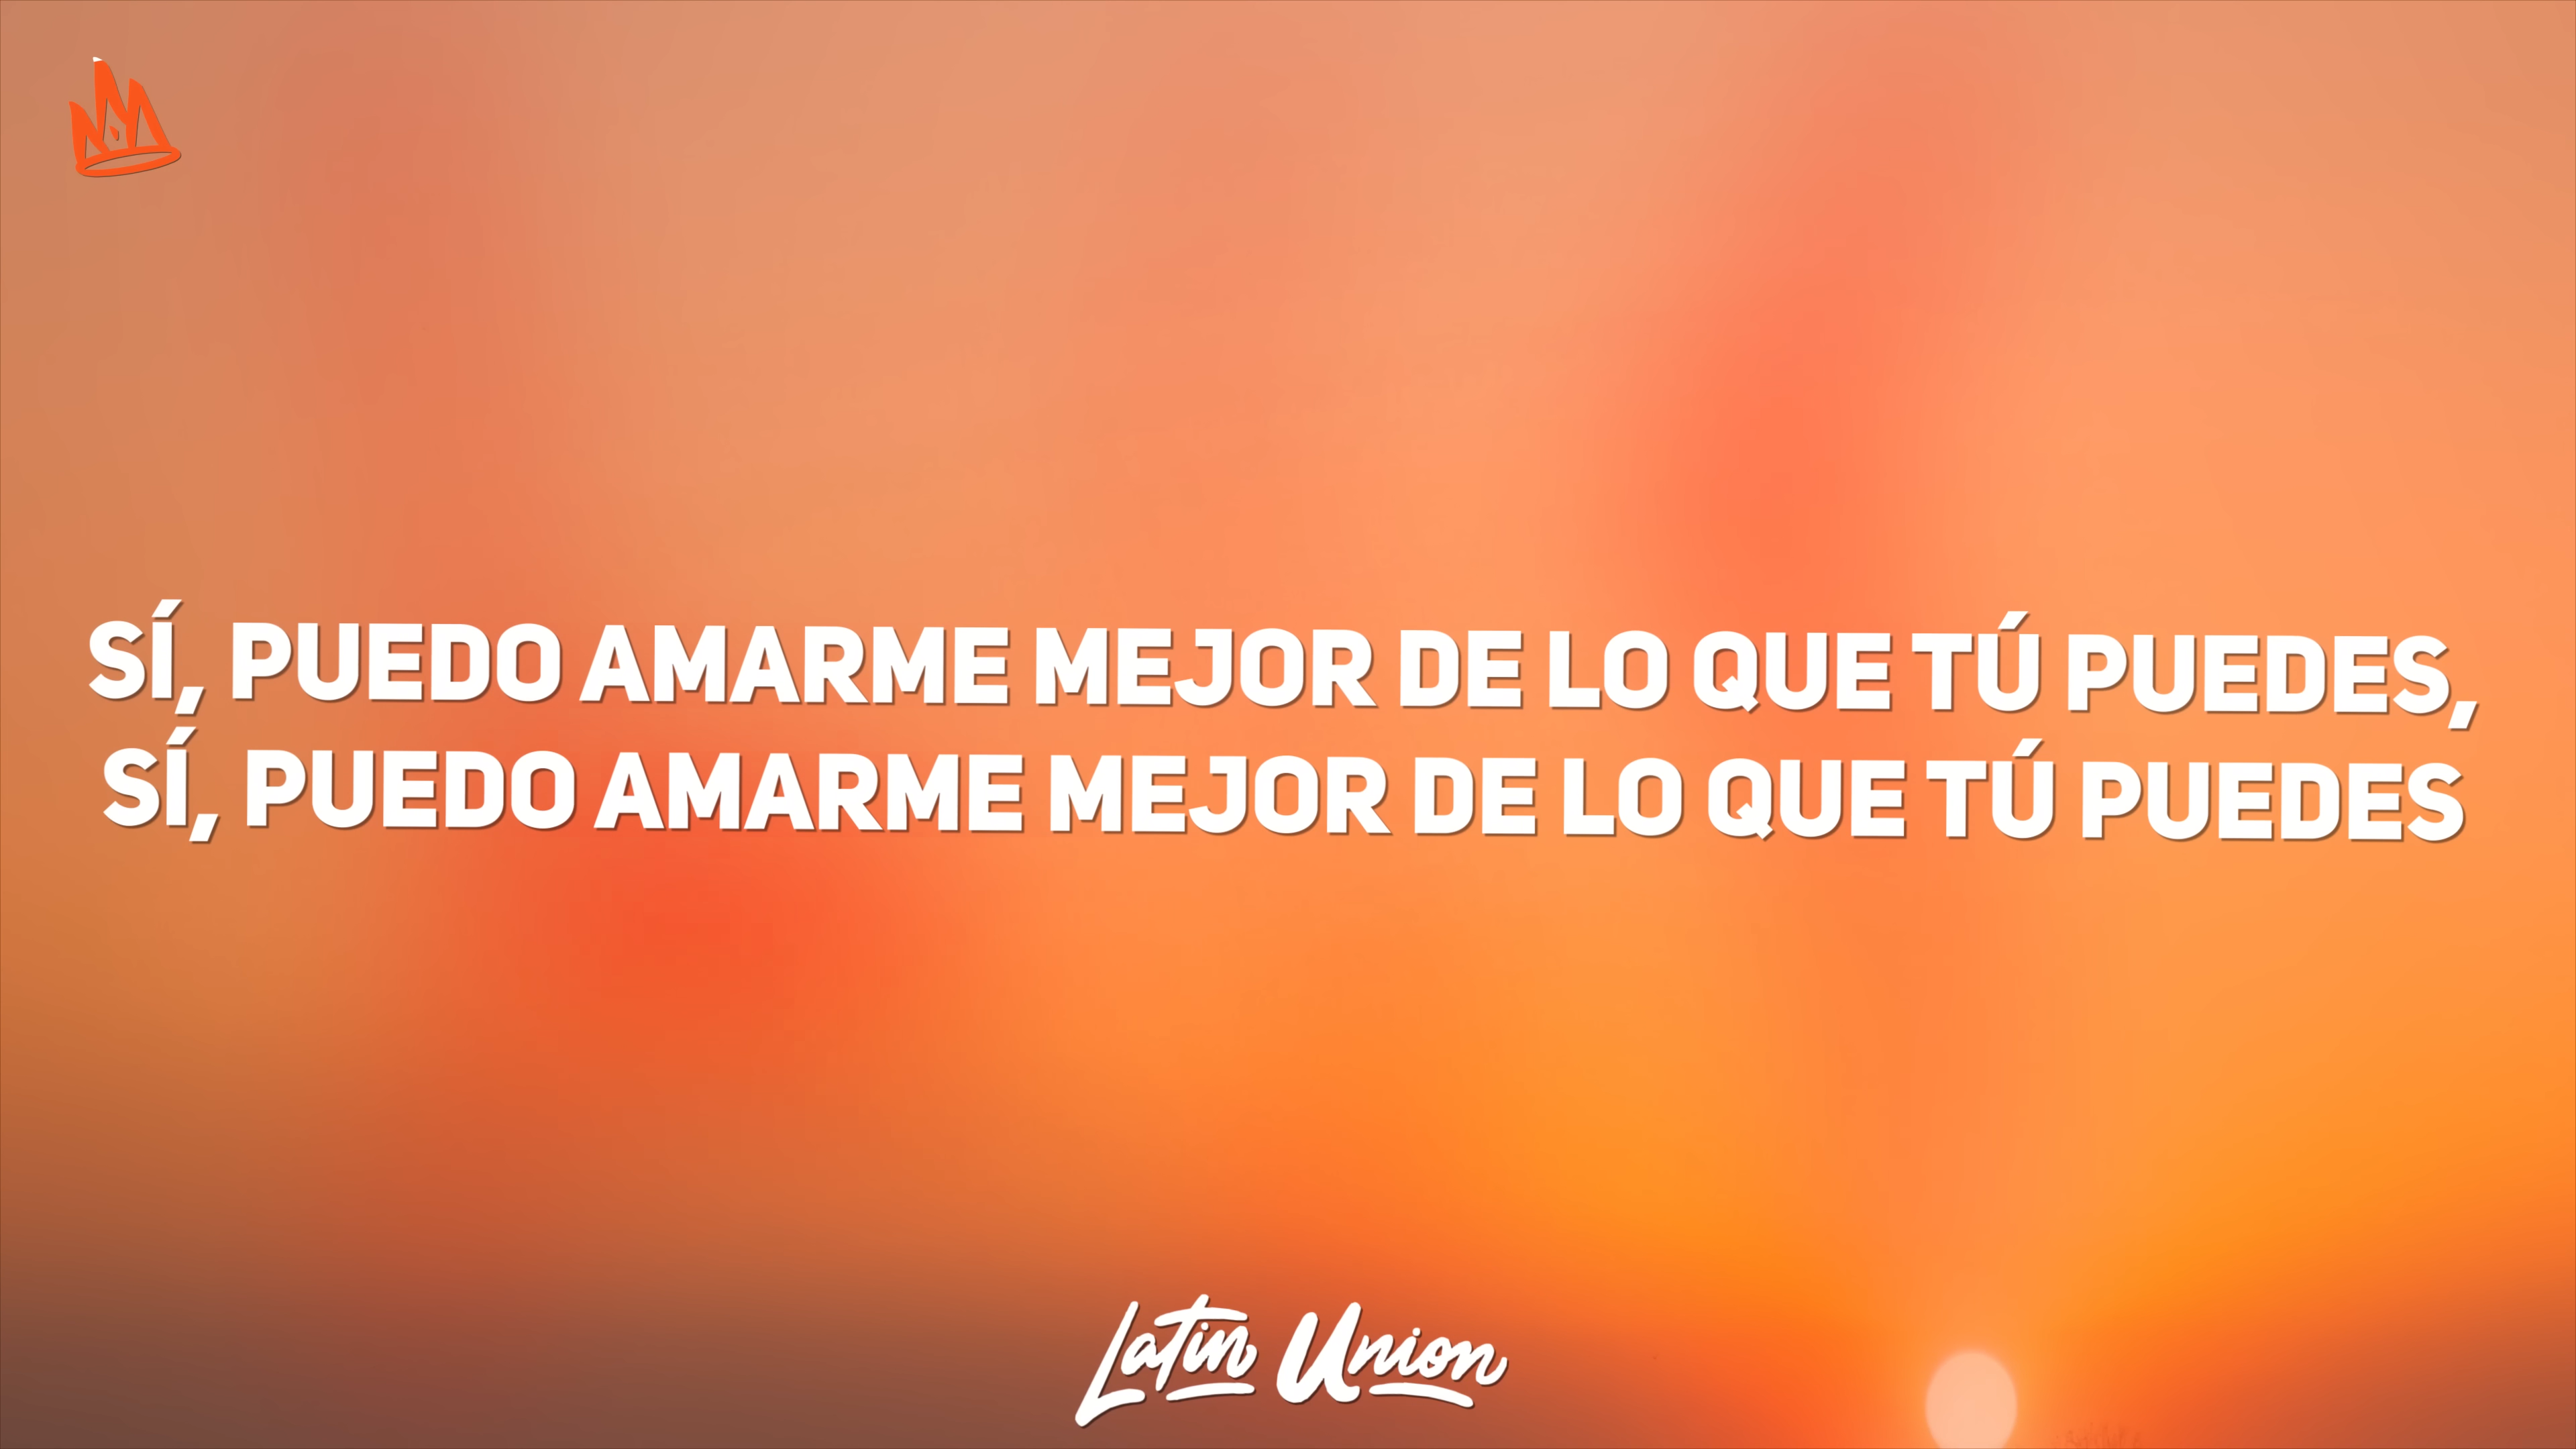 SÍ, PUEDO AMARME MEJOR DE LO QUE TÚ PUEDES,
SÍ, PUEDO AMARME MEJOR DE LO QUE TÚ PUEDES
Latin Union